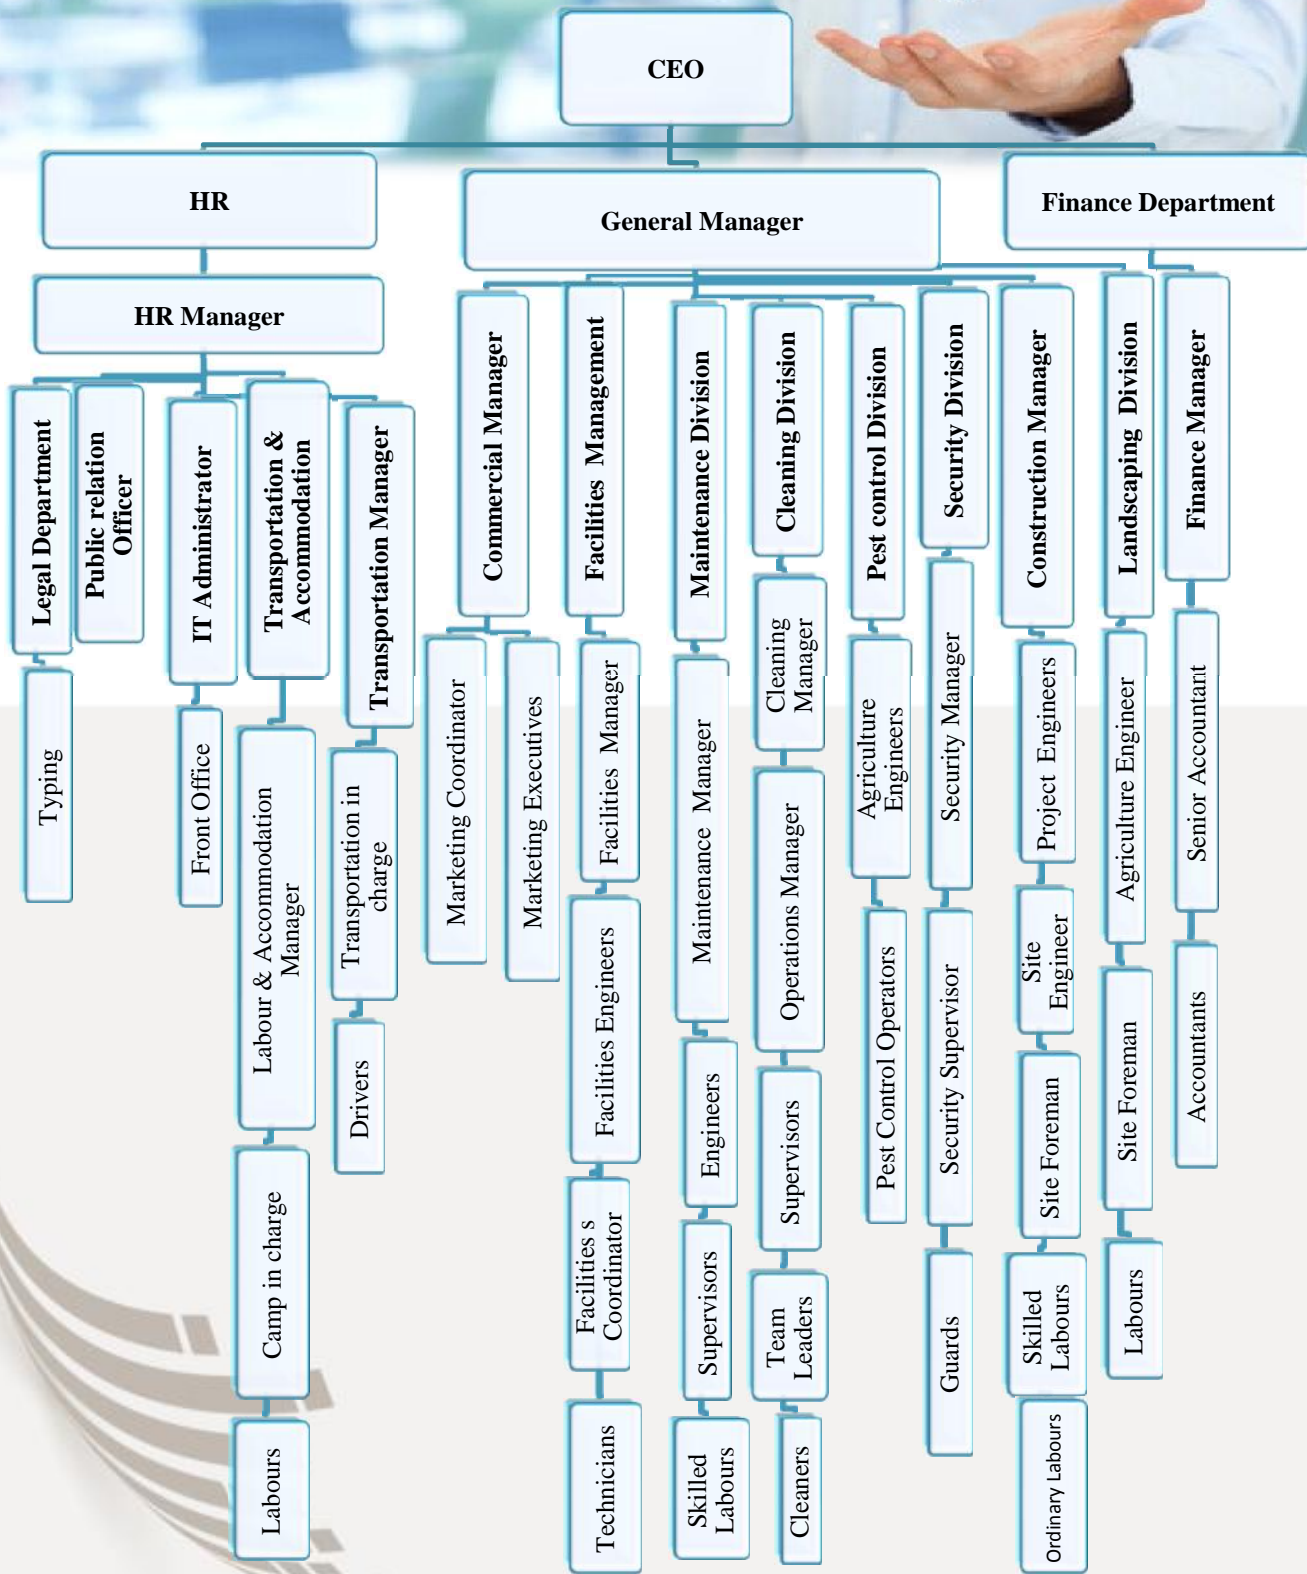 CEO
HR
General Manager
Finance Department
HR Manager
Legal Department
Public relation
Officer
IT Administrator
Transportation &
Accommodation
Transportation Manager
Commercial Manager
Facilities Management
Maintenance Division
Cleaning Division
Pest control Division
Security Division
Construction Manager
Landscaping Division
Finance Manager
Typing
Front Office
Labour & Accommodation
Manager
Transportation in
charge
Marketing Coordinator
Marketing Executives
Facilities Manager
Maintenance Manager
Cleaning
Manager
Agriculture
Engineers
Security Manager
Project Engineers
Agriculture Engineer
Senior Accountant
Drivers
Facilities Engineers
Operations Manager
Pest Control Operators
Security Supervisor
Site
Engineer
Site Foreman
Accountants
Engineers
Supervisors
Site Foreman
Camp in charge
Facilities s
Coordinator
Supervisors
Team
Leaders
Guards
Skilled
Labours
Labours
Labours
Technicians
Skilled
Labours
Cleaners
Ordinary Labours